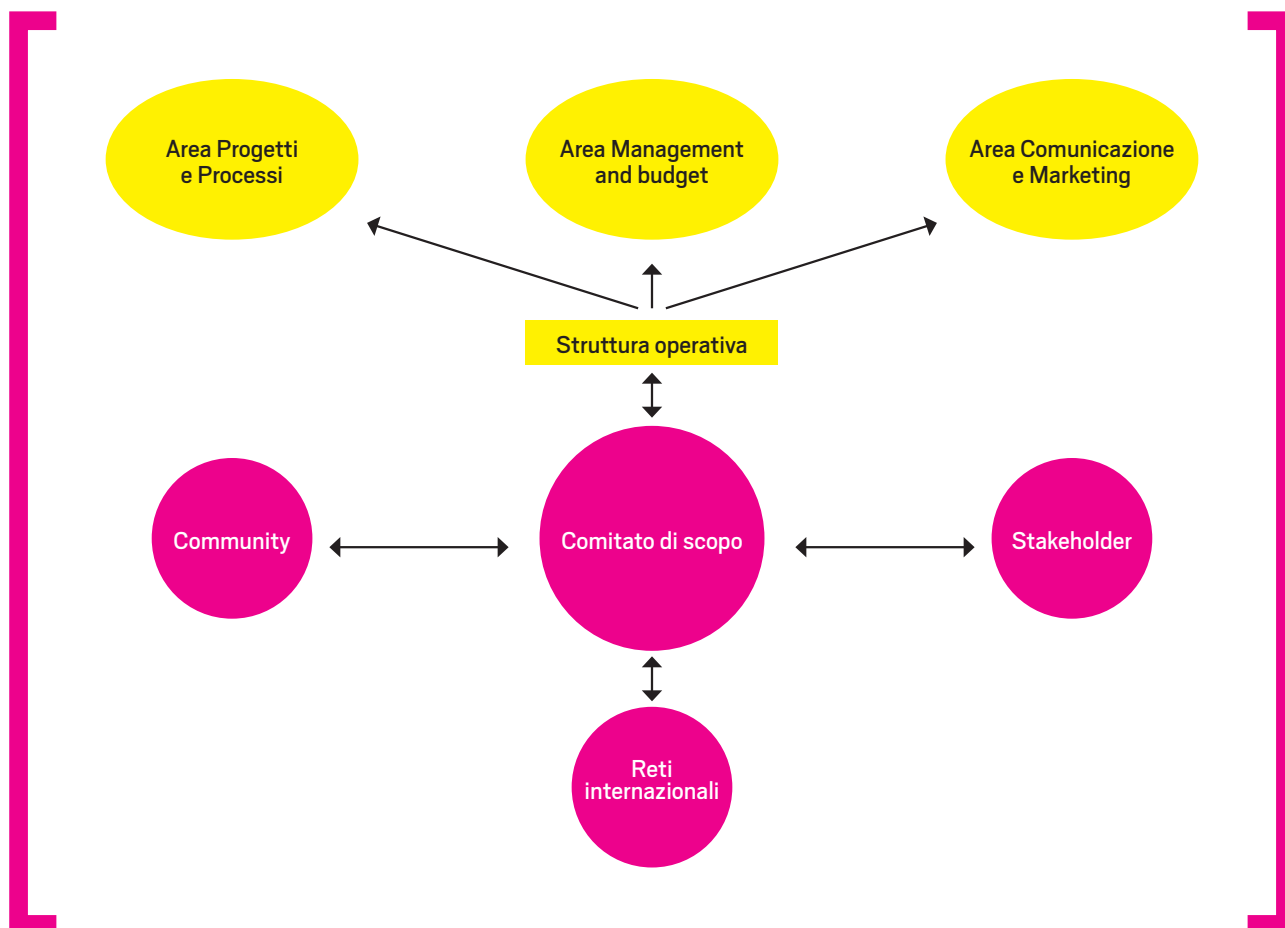 Area Progetti
e Processi
Area Management
and budget
Area Comunicazione
e Marketing
Struttura operativa
Community
Comitato di scopo
Stakeholder
Reti
internazionali